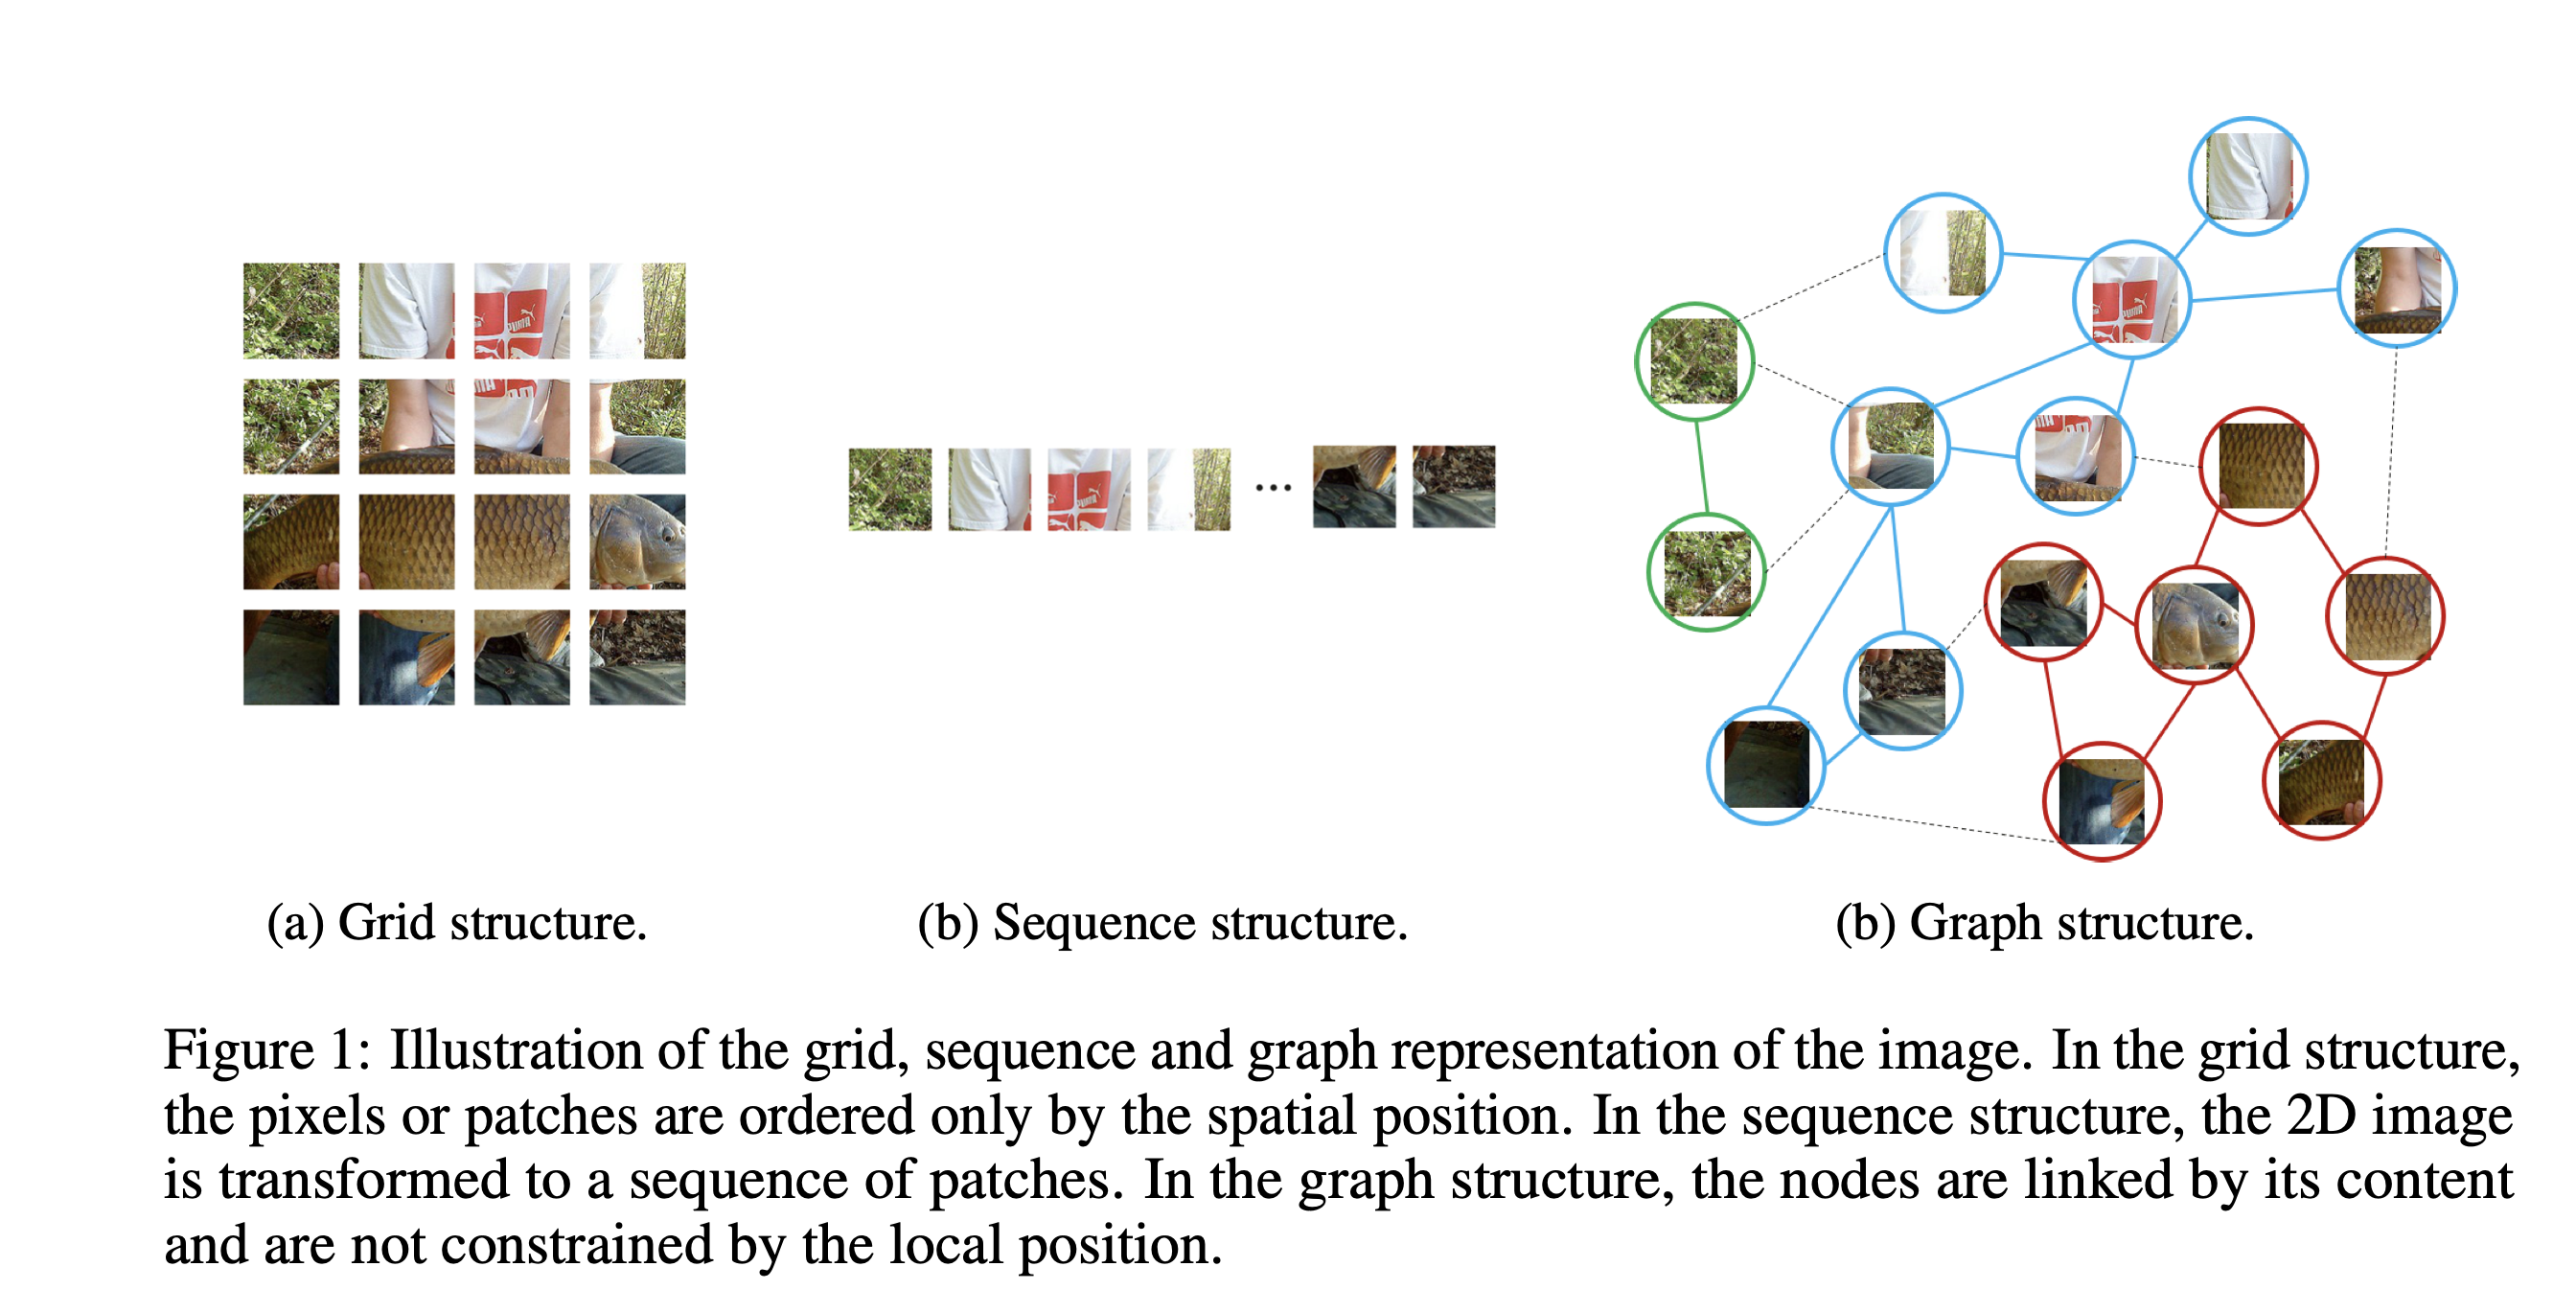 (a) Grid structure.
(b) Sequence structure.
(b) Graph structure.
Figure 1: Illustration of the grid, sequence and graph representation of the image. In the grid structure,
the pixels or patches are ordered only by the spatial position. In the sequence structure, the 2D image
is transformed to a sequence of patches. In the graph structure, the nodes are linked by its content
and are not constrained by the local position.